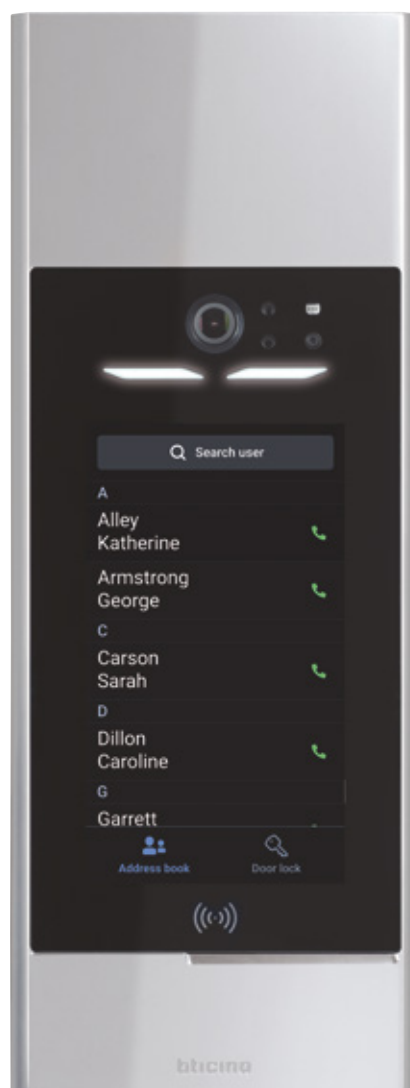 Search user
A
Alley
Katherine
Armstrong
George
C
Carson
Sarah
D
Dillon
Caroline
G
Garrett
Address book
Door lock
bticino